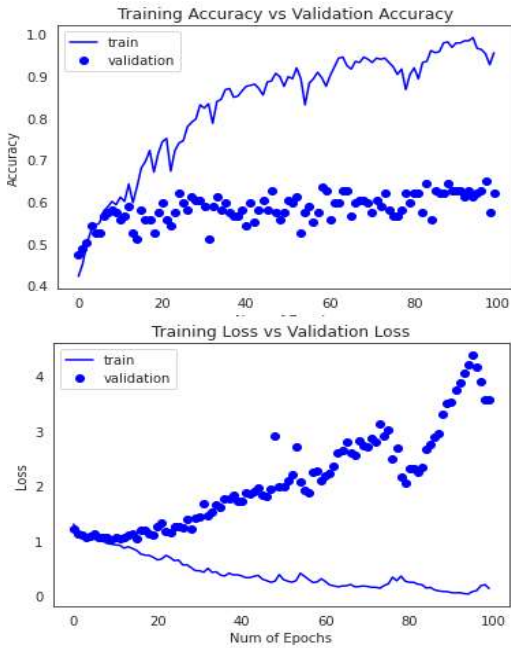 Training Accuracy vs Validation Accuracy
train
validation
1.0
0.9
0.8
0.7
0.6
0.5
0.4
Accuracy
0 20 40 60 80 100
Training Loss vs Validation Loss
train
validation
4
3
2
1
0
Loss
0 20 40 60 80 100
Num of Epochs